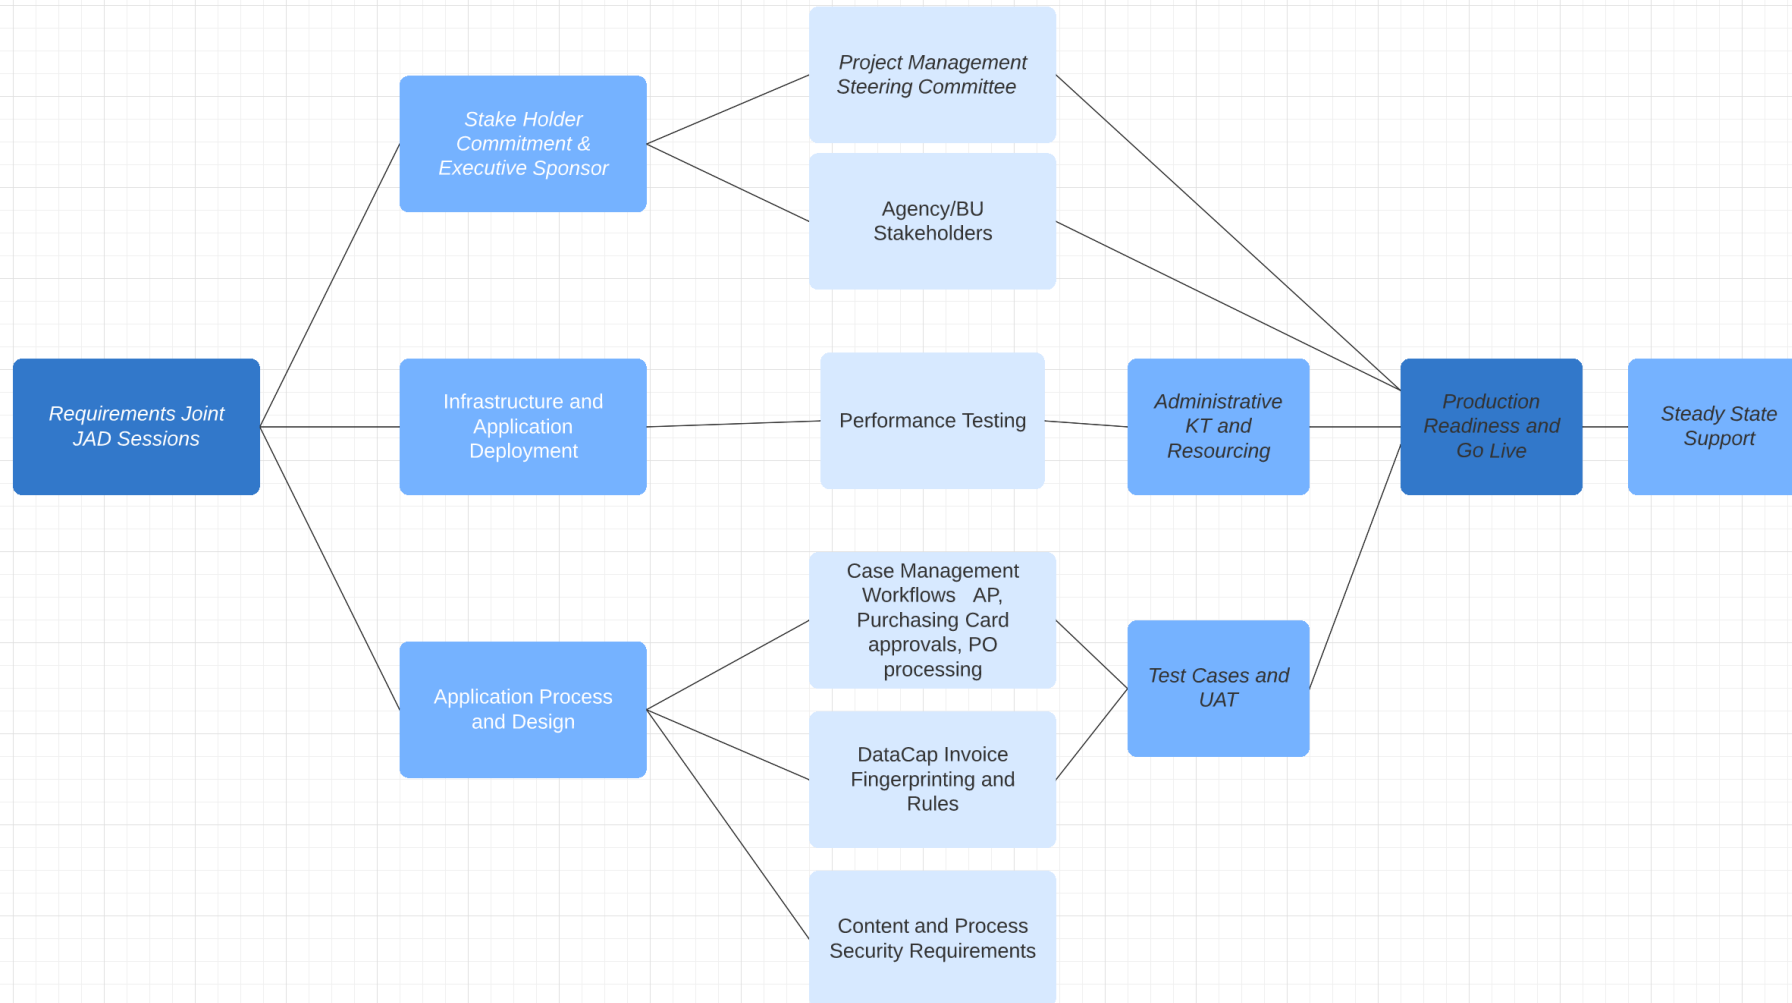 Project Management
Steering Committee
Stake Holder
Commitment &
Executive Sponsor
Agency/BU
Stakeholders
Requirements Joint
JAD Sessions
Infrastructure and
Application
Deployment
Performance Testing
Administrative
KT and
Resourcing
Production
Readiness and
Go Live
Steady State
Support
Case Management
Workflows   AP,
Purchasing Card
approvals, PO
processing
Application Process
and Design
Test Cases and
UAT
DataCap Invoice
Fingerprinting and
Rules
Content and Process
Security Requirements